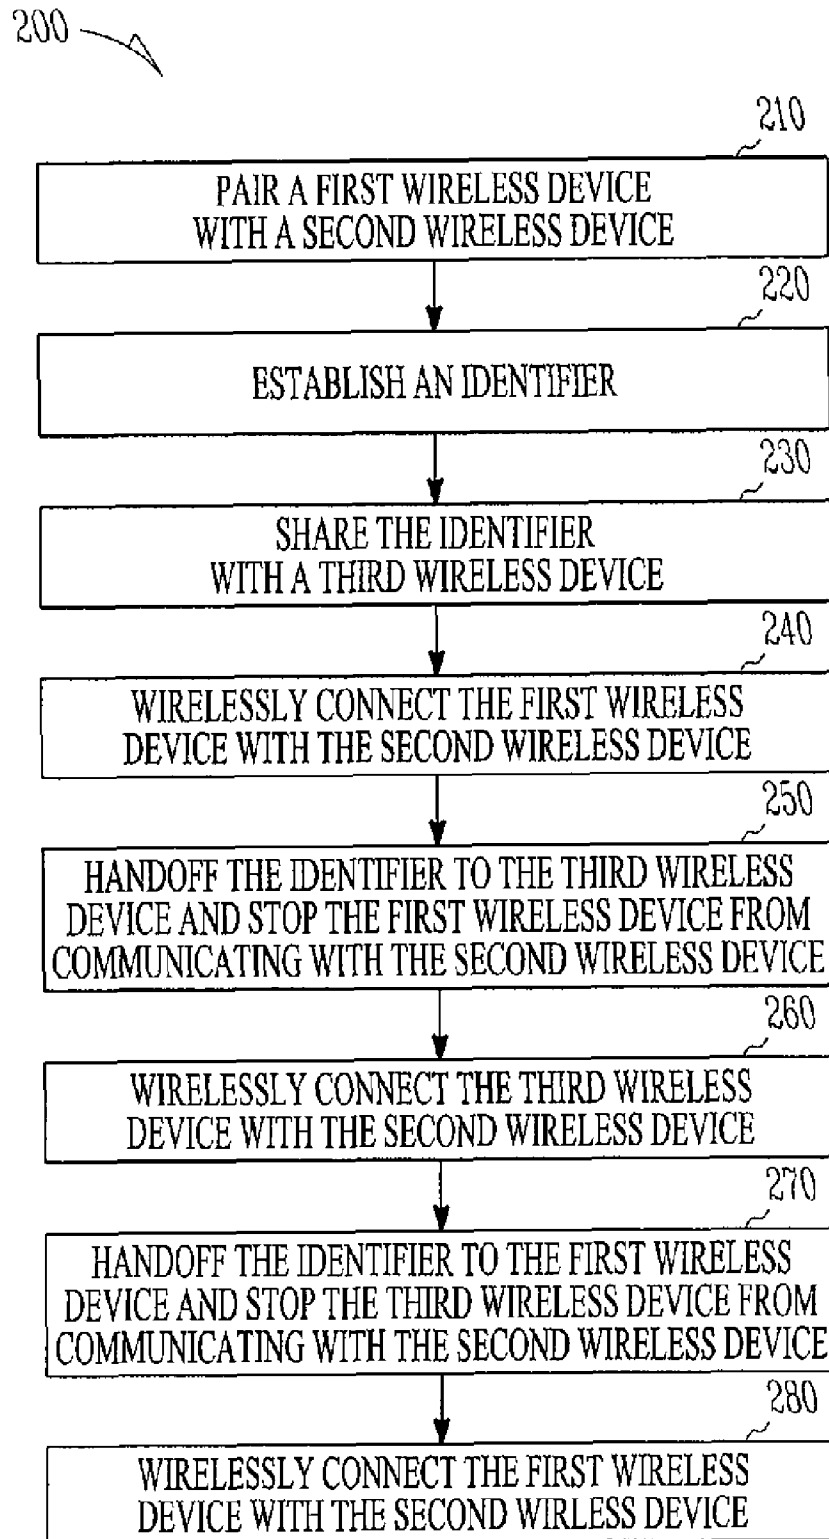 200
210
PAIR A FIRST WIRELESS DEVICE
WITH A SECOND WIRELESS DEVICE
220
ESTABLISH AN IDENTIFIER
230
SHARE THE IDENTIFIER
WITH A THIRD WIRELESS DEVICE
240
WIRELESSLY CONNECT THE FIRST WIRELESS
DEVICE WITH THE SECOND WIRELESS DEVICE
250
HANDOFF THE IDENTIFIER TO THE THIRD WIRELESS
DEVICE AND STOP THE FIRST WIRELESS DEVICE FROM
COMMUNICATING WITH THE SECOND WIRELESS DEVICE
260
WIRELESSLY CONNECT THE THIRD WIRELESS
DEVICE WITH THE SECOND WIRELESS DEVICE
270
HANDOFF THE IDENTIFIER TO THE FIRST WIRELESS
DEVICE AND STOP THE THIRD WIRELESS DEVICE FROM
COMMUNICATING WITH THE SECOND WIRELESS DEVICE
280
WIRELESSLY CONNECT THE FIRST WIRELESS
DEVICE WITH THE SECOND WIRLESS DEVICE